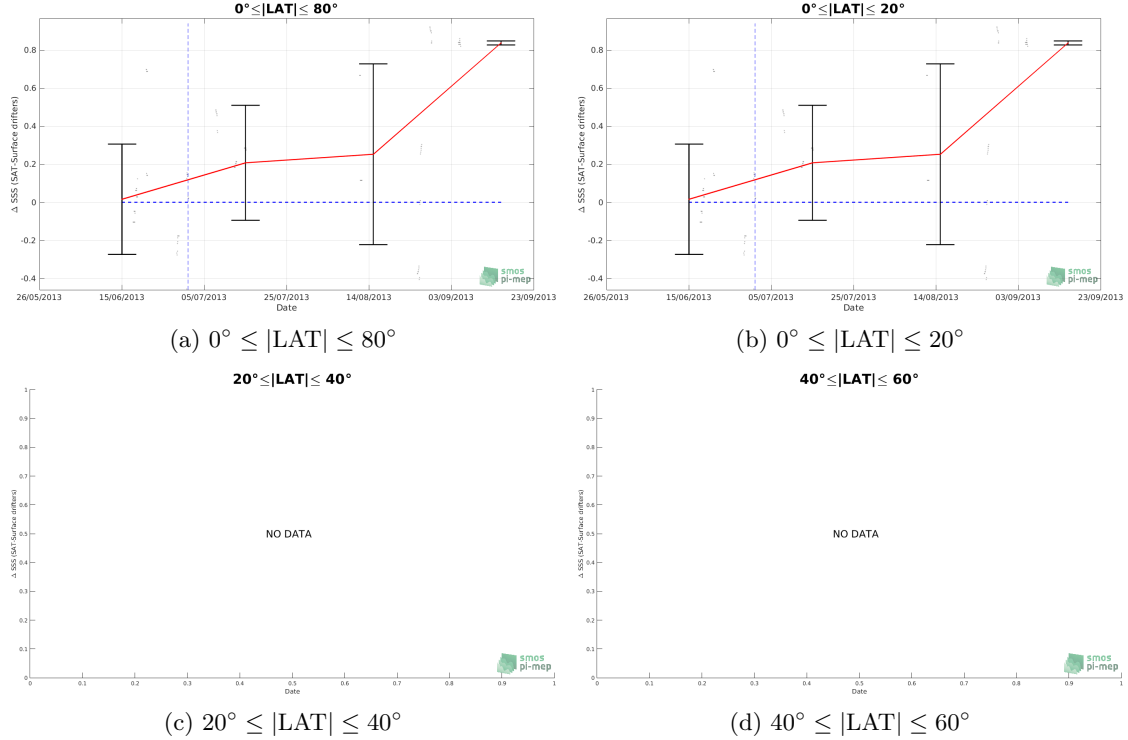 0°≤|LAT|≤ 80°
Δ SSS (SAT-Surface drifters)
0.8
0.6
0.4
0.2
0
-0.2
-0.4
26/05/2013 15/06/2013 05/07/2013 25/07/2013 14/08/2013 03/09/2013 23/09/2013
Date
smos
pi-mep
(a) 0° ≤ |LAT| ≤ 80°
0°≤|LAT|≤ 20°
Δ SSS (SAT-Surface drifters)
0.8
0.6
0.4
0.2
0
-0.2
-0.4
26/05/2013 15/06/2013 05/07/2013 25/07/2013 14/08/2013 03/09/2013 23/09/2013
Date
smos
pi-mep
(b) 0° ≤ |LAT| ≤ 20°
20°≤|LAT|≤ 40°
Δ SSS (SAT-Surface drifters)
1
0.9
0.8
0.7
0.6
0.5
0.4
0.3
0.2
0.1
0
NO DATA
0 0.1 0.2 0.3 0.4 0.5 0.6 0.7 0.8 0.9 1
Date
smos
pi-mep
(c) 20° ≤ |LAT| ≤ 40°
40°≤|LAT|≤ 60°
Δ SSS (SAT-Surface drifters)
1
0.9
0.8
0.7
0.6
0.5
0.4
0.3
0.2
0.1
0
NO DATA
0 0.1 0.2 0.3 0.4 0.5 0.6 0.7 0.8 0.9 1
Date
smos
pi-mep
(d) 40° ≤ |LAT| ≤ 60°